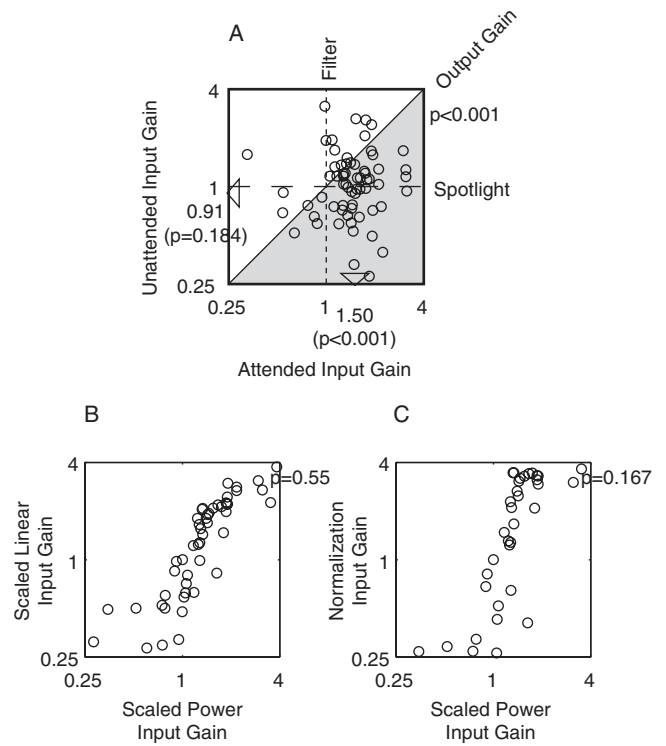 A
Filter
Output Gain
4
p<0.001
Unattended Input Gain
1
Spotlight
0.91
(p=0.184)
0.25
0.25
1
4
1.50
(p<0.001)
Attended Input Gain
B
4
p=0.55
Scaled Linear
Input Gain
1
0.25
0.25
1
4
Scaled Power
Input Gain
C
4
p=0.167
Normalization
Input Gain
1
0.25
0.25
1
4
Scaled Power
Input Gain